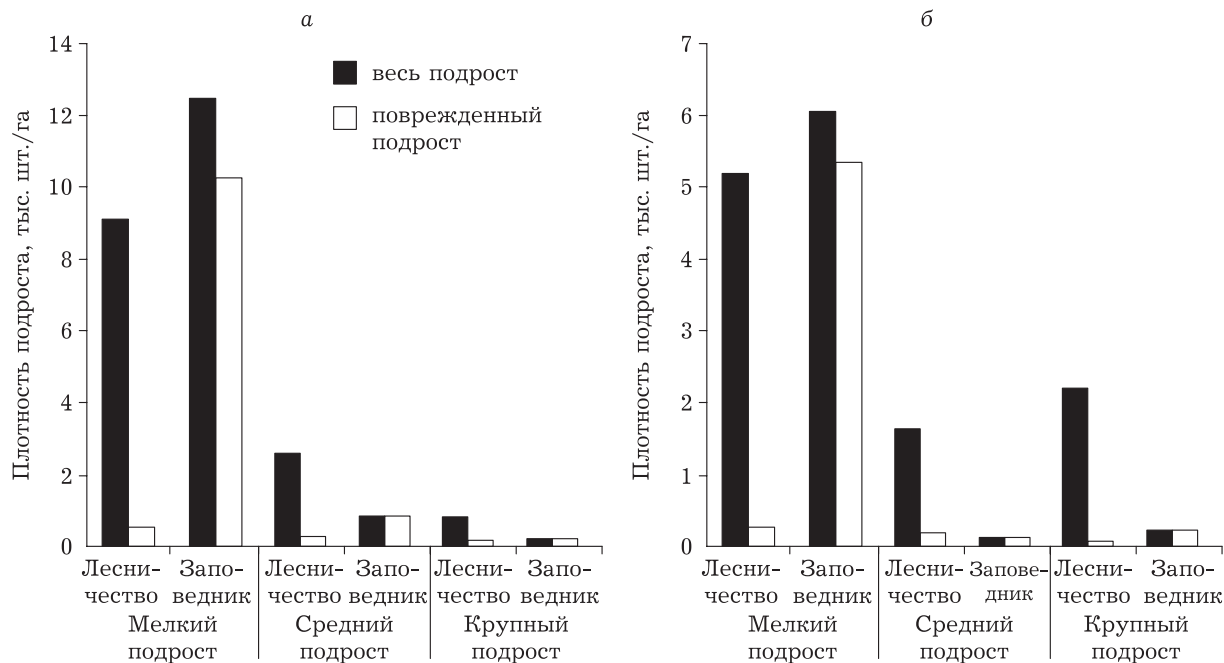 а
Плотность подроста, тыс. шт./га
14
12
10
8
6
4
2
0
весь подрост
поврежденный
подрост
Лесни-
чество
Запо-
ведник
Лесни-
чество
Запо-
ведник
Лесни-
чество
Запо-
ведник
Мелкий
подрост
Средний
подрост
Крупный
подрост
б
Плотность подроста, тыс. шт./га
7
6
5
4
3
2
1
0
Лесни-
чество
Запо-
ведник
Лесни-
чество
Запове-
дник
Лесни-
чество
Запо-
ведник
Мелкий
подрост
Средний
подрост
Крупный
подрост